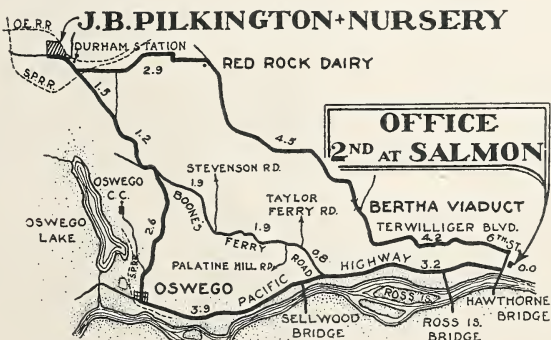 J.B. PILKINGTON + NURSERY
O.E.R.R.
DURHAM STATION
S.P.R.R.
2.9
RED ROCK DAIRY
1.5
1.2
4.5
OFFICE
2ND AT SALMON
STEVENSON RD.
1.9
OSWEGO
C.C.
TAYLOR
FERRY RD.
BERTHA VIADUCT
TERWILLIGER BLVD.
4.2
6TH ST.
0.0
OSWEGO
LAKE
2.6
BOONES
FERRY
ROAD
1.9
0.8
PALATINE HILL RD.
S.P.R.R.
OSWEGO
3.9
PACIFIC
HIGHWAY
3.2
ROSS IS.
HAWTHORNE
BRIDGE
SELLWOOD
BRIDGE
ROSS IS.
BRIDGE